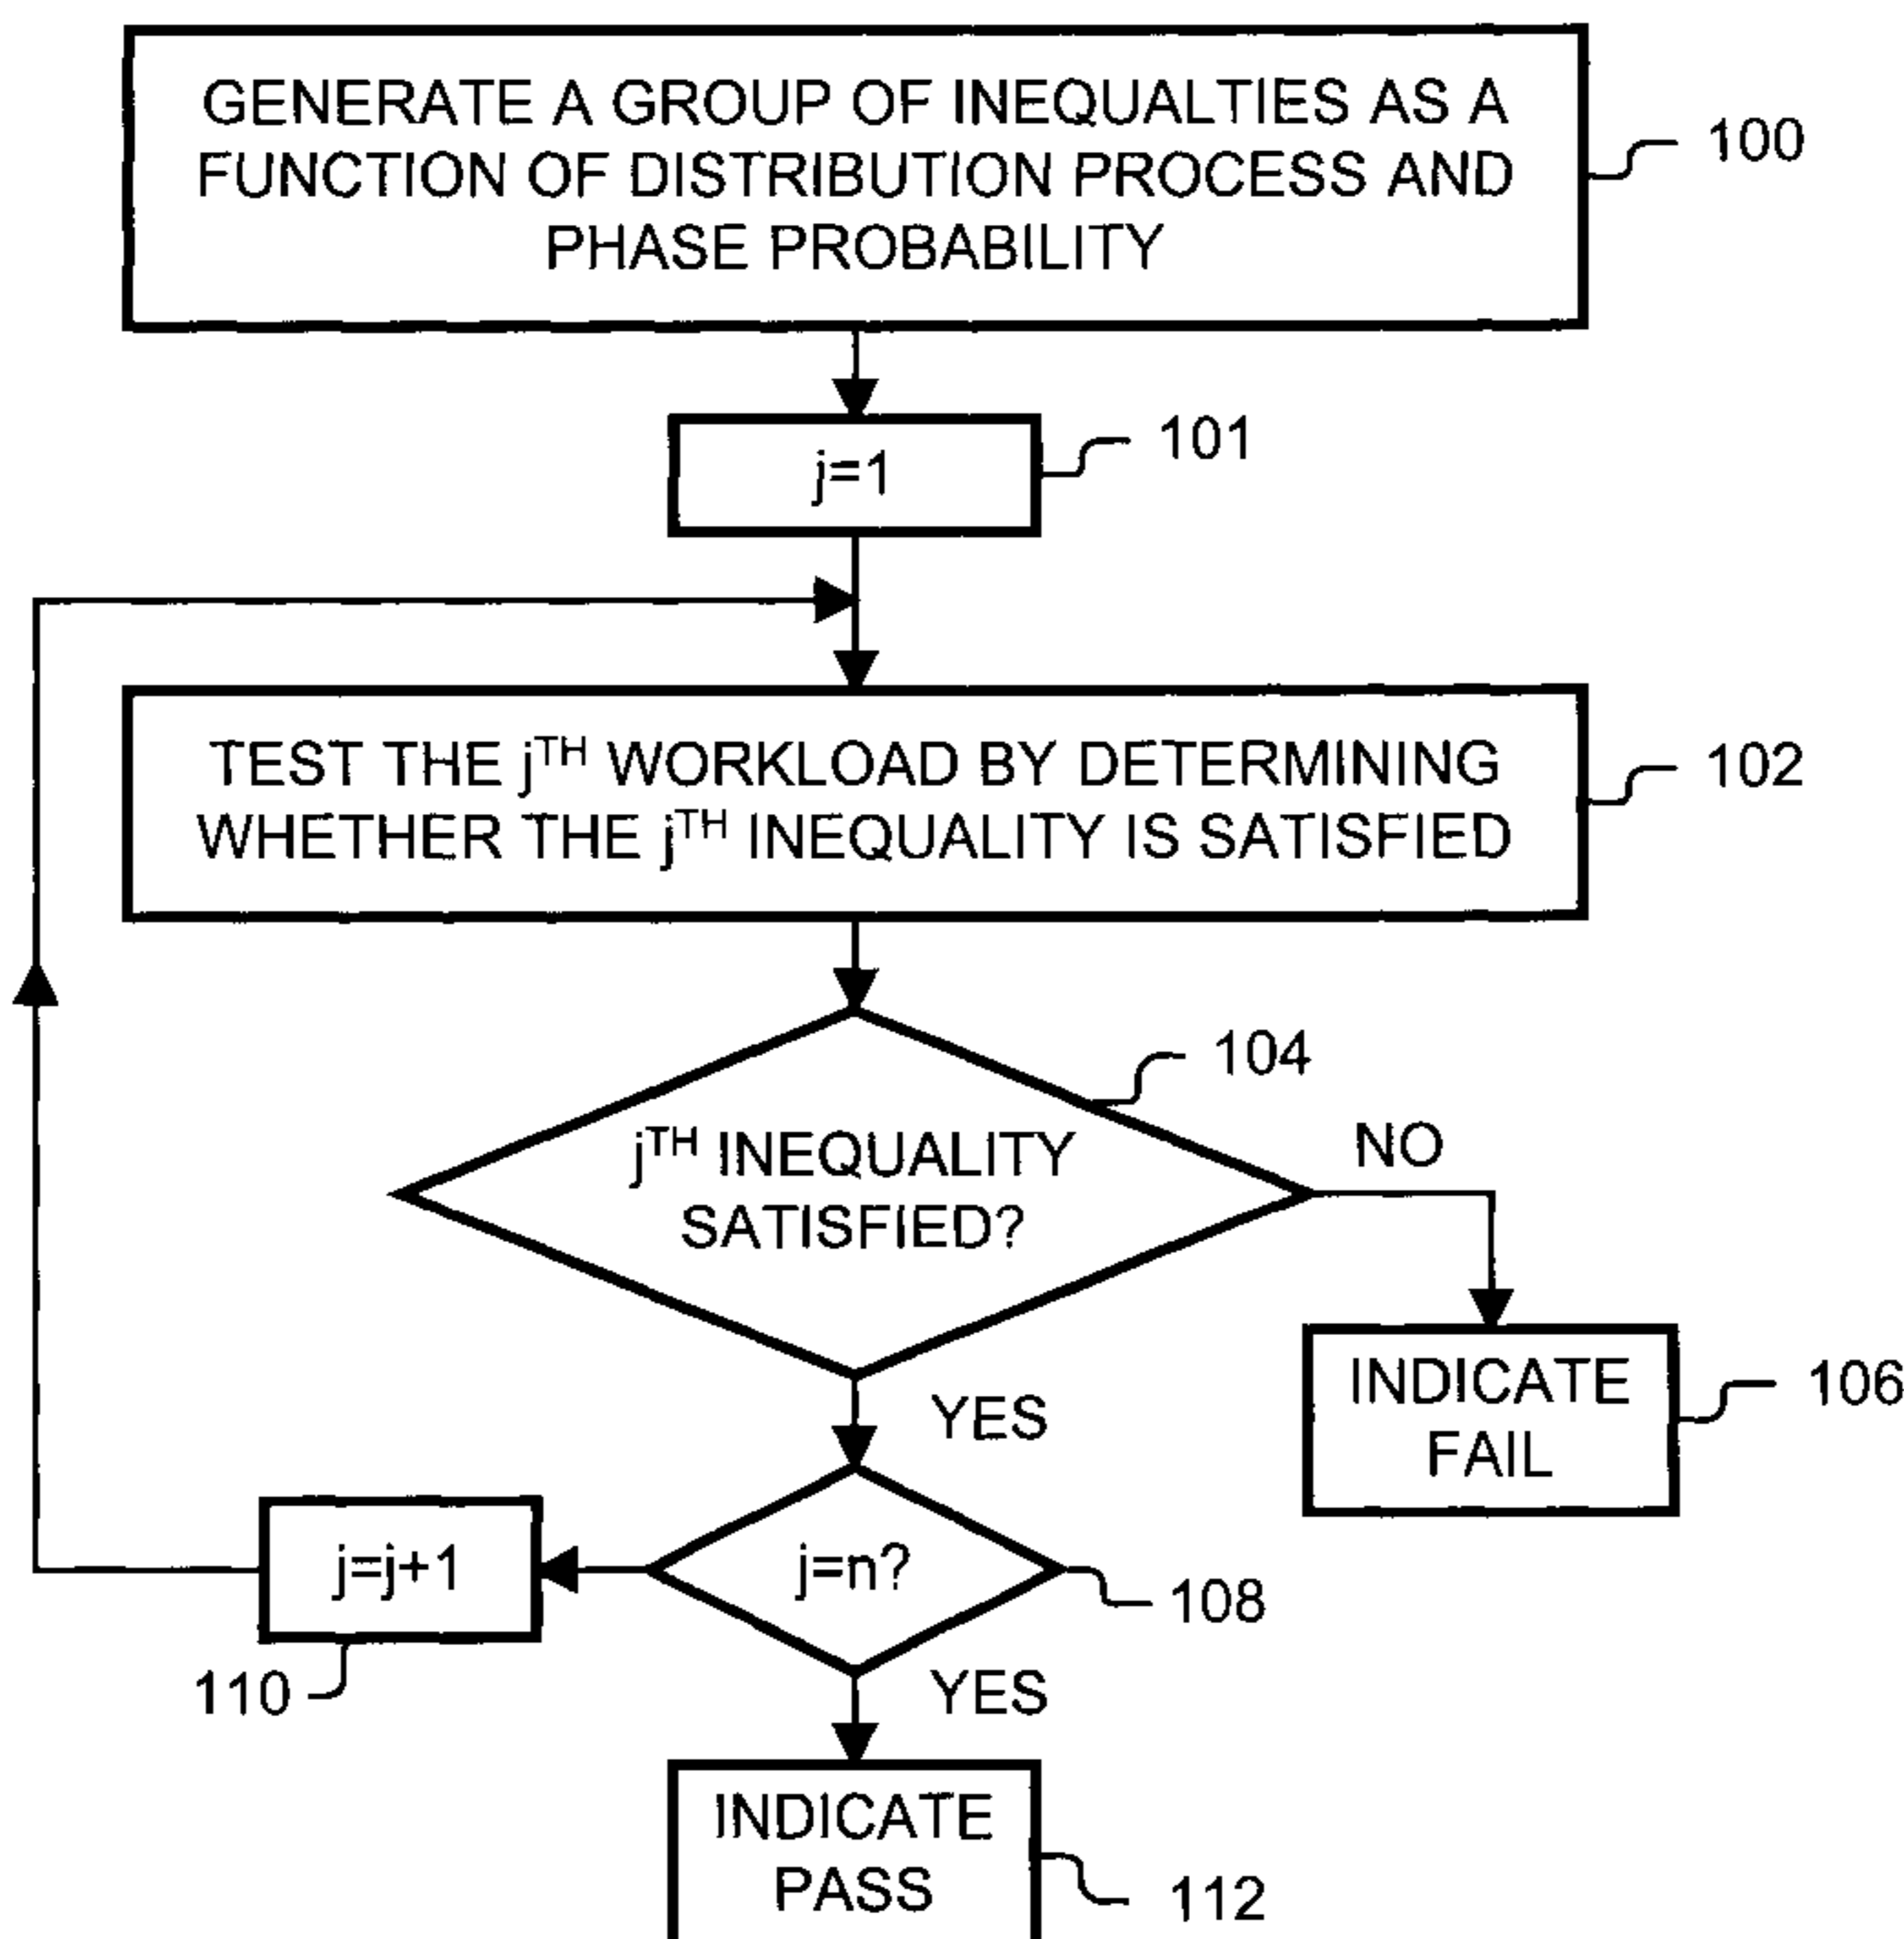 GENERATE A GROUP OF INEQUALTIES AS A
FUNCTION OF DISTRIBUTION PROCESS AND
PHASE PROBABILITY
100
j=1
101
TEST THE jTH WORKLOAD BY DETERMINING
WHETHER THE jTH INEQUALITY IS SATISFIED
102
104
jTH INEQUALITY
SATISFIED?
NO
INDICATE
FAIL
106
YES
j=j+1
110
j=n?
108
YES
INDICATE
PASS
112